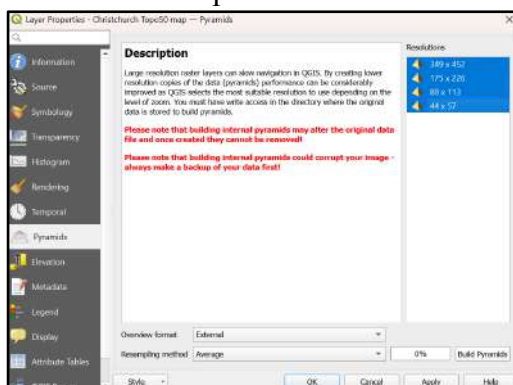 Layer Properties - Christchurch Topo50 map — Pyramids
Information
Source
Symbology
Transparency
Histogram
Rendering
Temporal
Pyramids
Elevation
Metadata
Legend
Display
Attribute Tables
Description
Large resolution raster layers can slow navigation in QGIS. By creating lower
resolution copies of the data (pyramids) performance can be considerably
improved as QGIS selects the most suitable resolution to use depending on the
level of zoom. You must have write access in the directory where the original
data is stored to build pyramids.
Please note that building internal pyramids may alter the original data
file and once created they cannot be removed!
Please note that building internal pyramids could corrupt your image -
always make a backup of your data first!
Resolutions
349 x 452
175 x 226
88 x 113
44 x 57
Overview format External
Resampling method Average
0% Build Pyramids
Style OK Cancel Apply Help